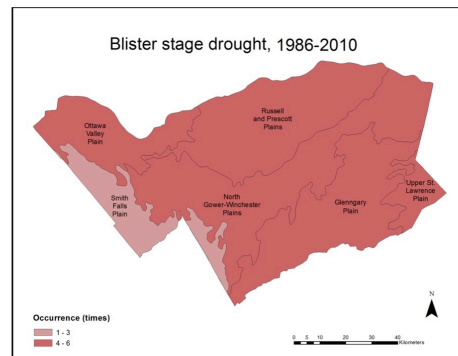 Blister stage drought, 1986-2010
Russell
and Prescott
Plains
Ottawa
Valley
Plain
Smith
Falls
Plain
North
Gower-Winchester
Plains
Glenngary
Plain
Upper St.
Lawrence
Plain
Occurrence (times)
1 - 3
4 - 6
N
0 5 10 20 30 40
Kilometers